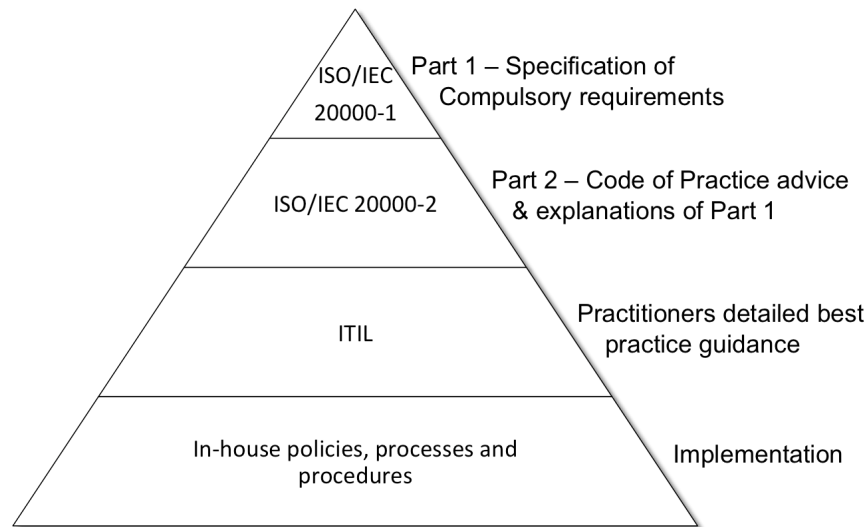 ISO/IEC
20000-1
Part 1 – Specification of
Compulsory requirements
ISO/IEC 20000-2
Part 2 – Code of Practice advice
& explanations of Part 1
ITIL
Practitioners detailed best
practice guidance
In-house policies, processes and
procedures
Implementation